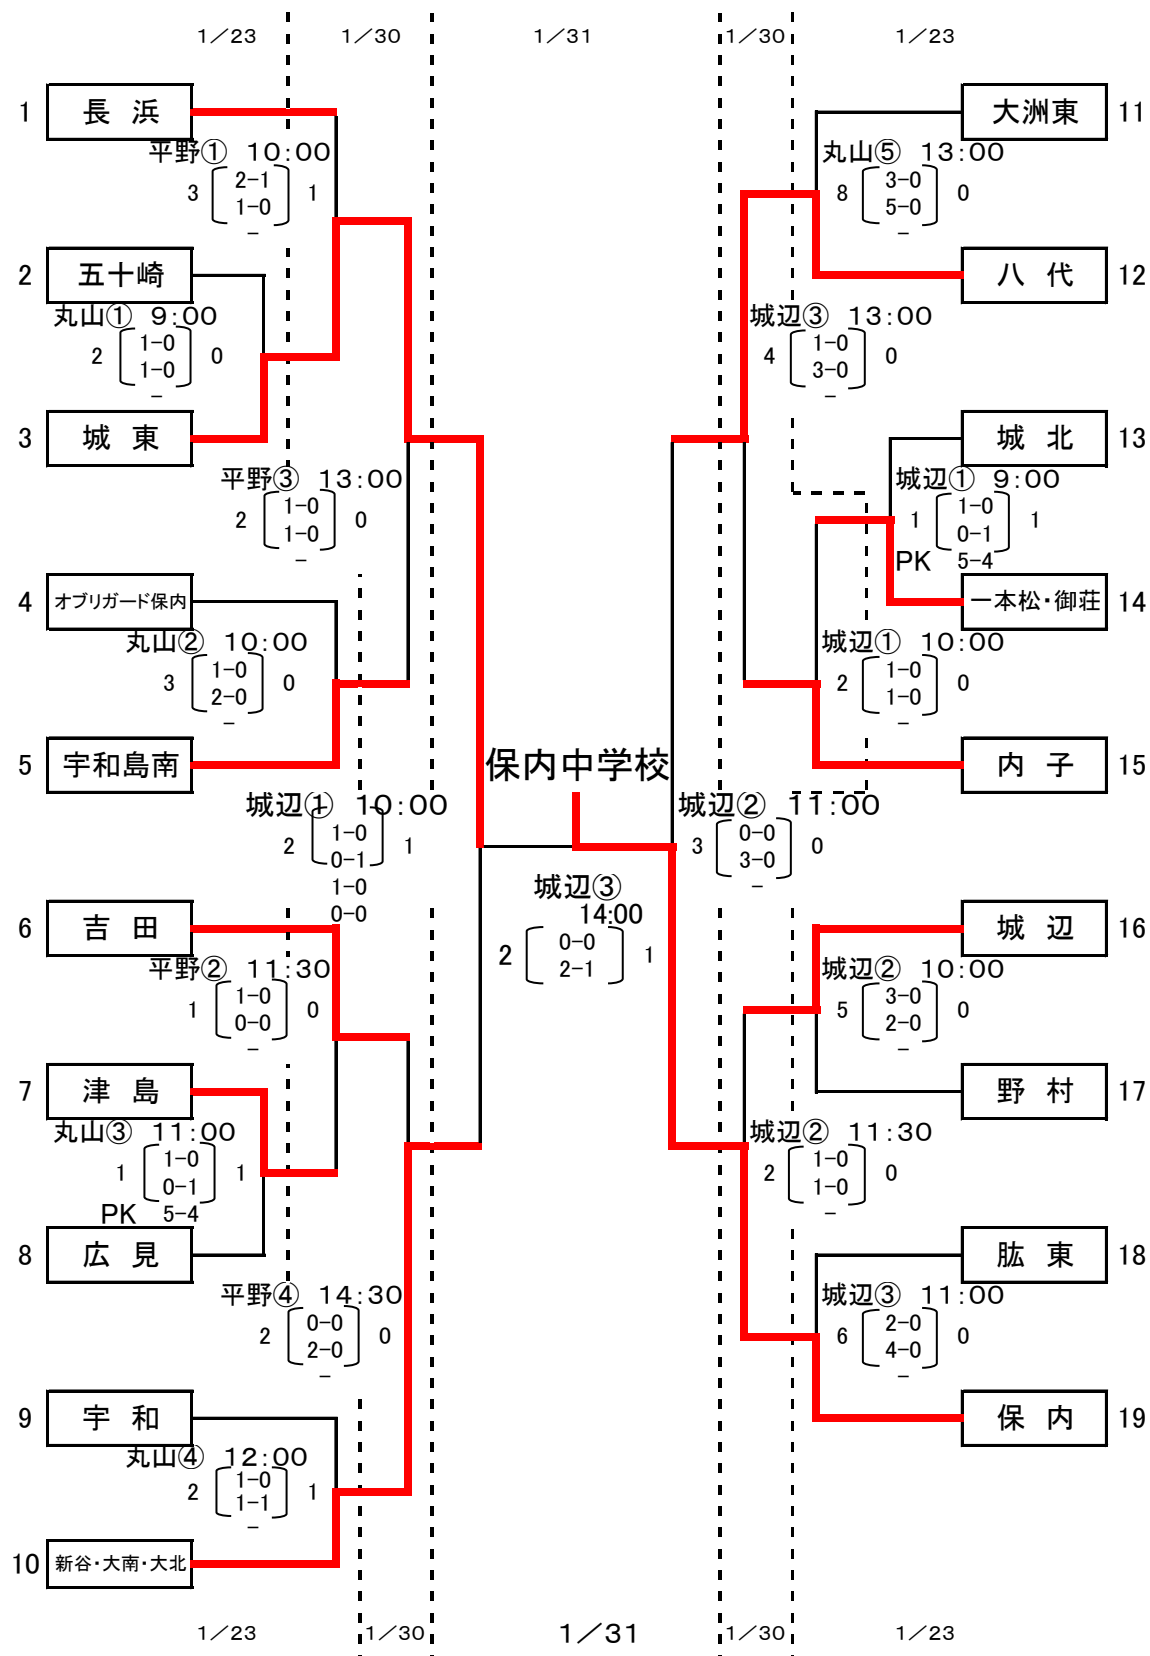 1／23 1／30 1／31 1／30 1／23
1 長 浜
平野① 10:00
3 2-1 1
1-0
-
2 五十崎
丸山① 9:00
2 1-0 0
1-0
-
3 城 東
平野③ 13:00
2 1-0 0
1-0
-
4 オブリガード保内
丸山② 10:00
3 1-0 0
2-0
-
5 宇和島南
城辺① 10:00
2 1-0 1
0-1
1-0
0-0
6 吉 田
平野② 11:30
1 1-0 0
0-0
-
7 津 島
丸山③ 11:00
1 1-0 1
0-1
PK 5-4
8 広 見
平野④ 14:30
2 0-0 0
2-0
-
9 宇 和
丸山④ 12:00
2 1-0 1
1-1
-
10 新谷・大南・大北
保内中学校
城辺③
14:00
2 0-0 1
2-1
大洲東 11
丸山⑤ 13:00
8 3-0 0
5-0
-
八 代 12
城辺③ 13:00
4 1-0 0
3-0
-
城 北 13
城辺① 9:00
1 1-0 1
0-1
PK 5-4
一本松・御荘 14
城辺① 10:00
2 1-0 0
1-0
-
内 子 15
城辺② 11:00
3 0-0 0
3-0
-
城 辺 16
城辺② 10:00
5 3-0 0
2-0
-
野 村 17
城辺② 11:30
2 1-0 0
1-0
-
肱 東 18
城辺③ 11:00
6 2-0 0
4-0
-
保 内 19
1／23 1／30 1／31 1／30 1／23